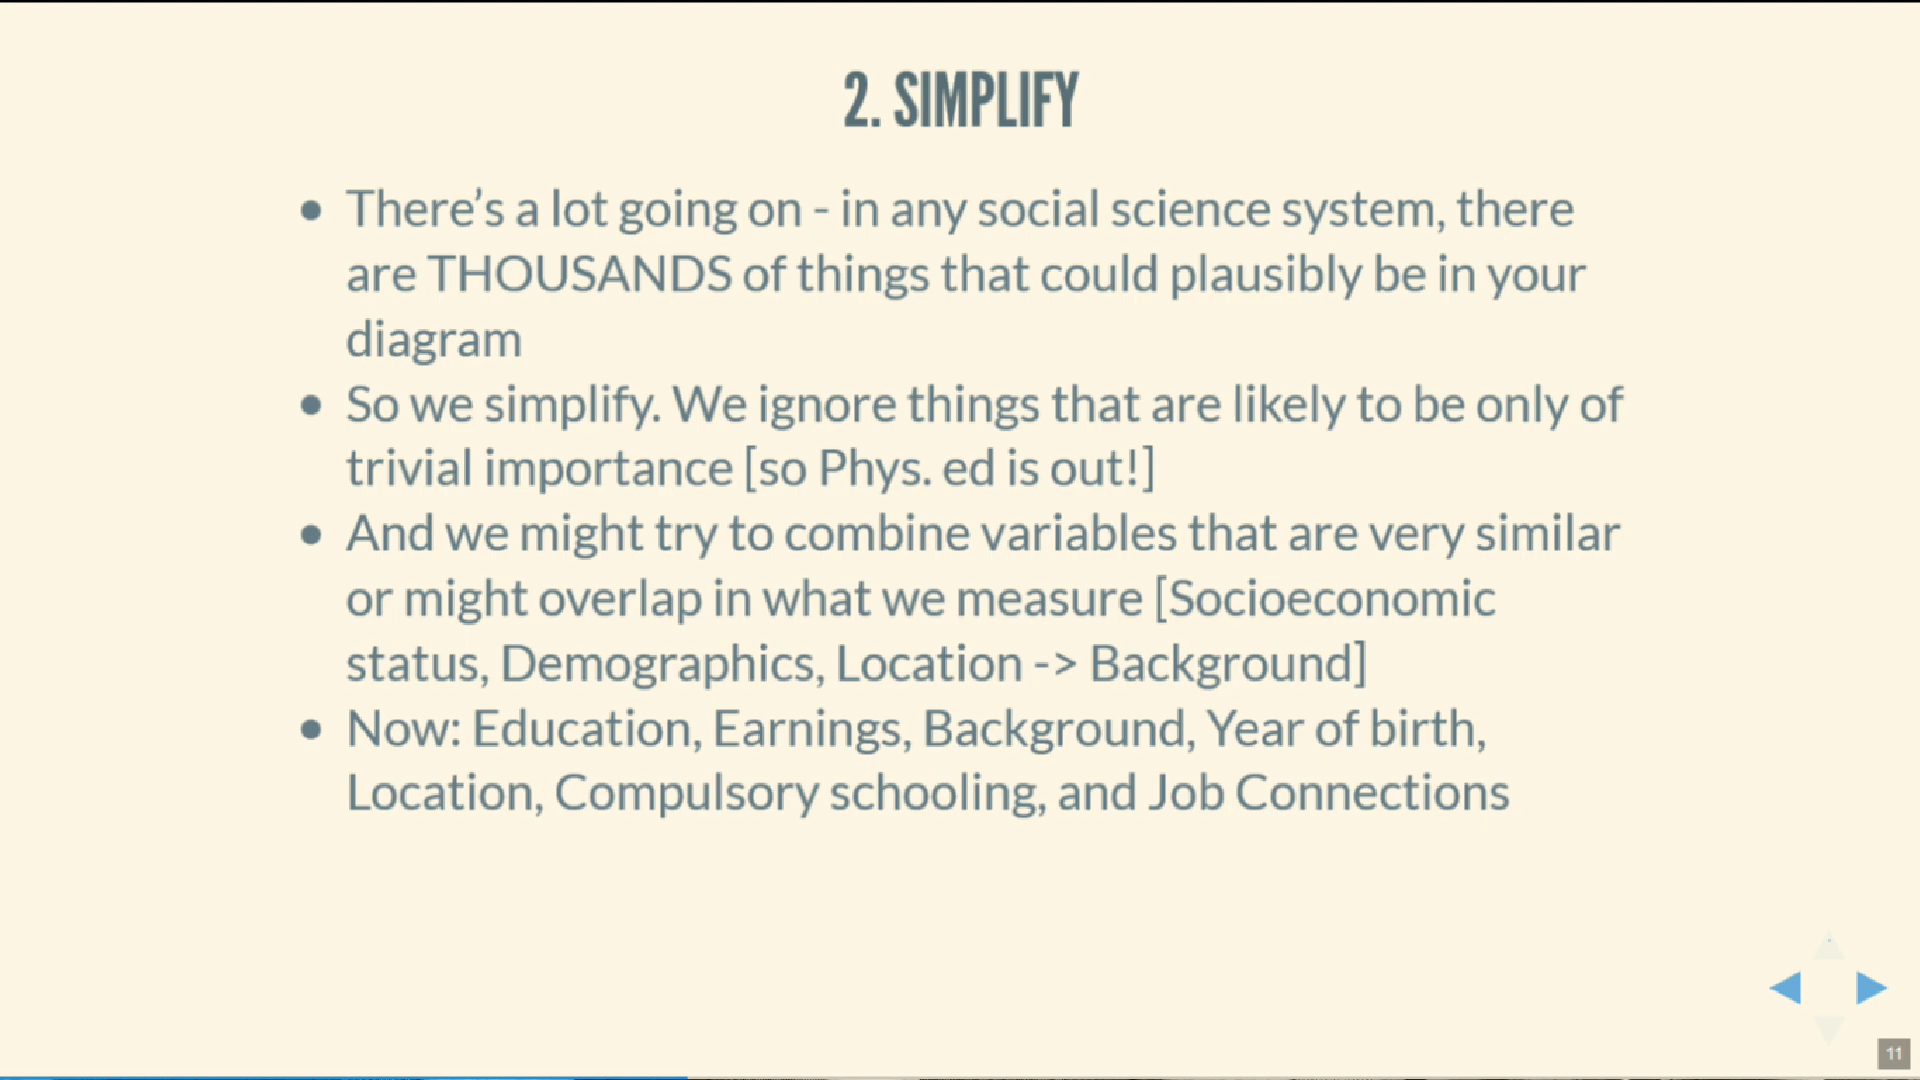 2. SIMPLIFY
• There’s a lot going on - in any social science system, there
are THOUSANDS of things that could plausibly be in your
diagram
• So we simplify. We ignore things that are likely to be only of
trivial importance [so Phys. ed is out!]
• And we might try to combine variables that are very similar
or might overlap in what we measure [Socioeconomic
status, Demographics, Location -> Background]
• Now: Education, Earnings, Background, Year of birth,
Location, Compulsory schooling, and Job Connections
11